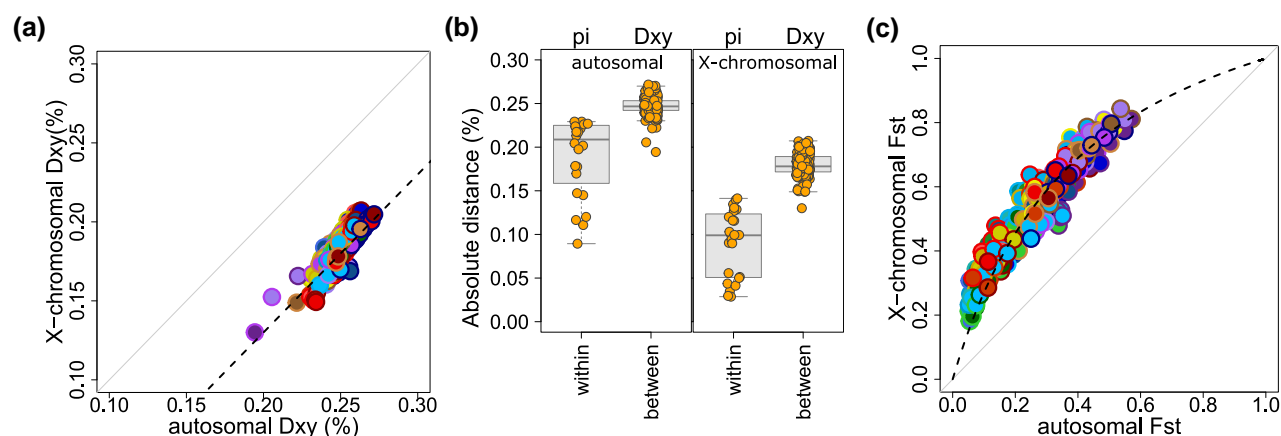 (a)
X−chromosomal Dxy(%)
0.30
0.25
0.20
0.15
0.10
0.10 0.20 0.25 0.30
autosomal Dxy (%)
(b)
pi Dxy pi Dxy
autosomal X-chromosomal
Absolute distance (%)
0.30
0.25
0.20
0.15
0.10
0.05
0.00
within between within between
(c)
X−chromosomal Fst
1.0
0.8
0.6
0.4
0.2
0.0
0.0 0.2 0.4 0.6 0.8 1.0
autosomal Fst